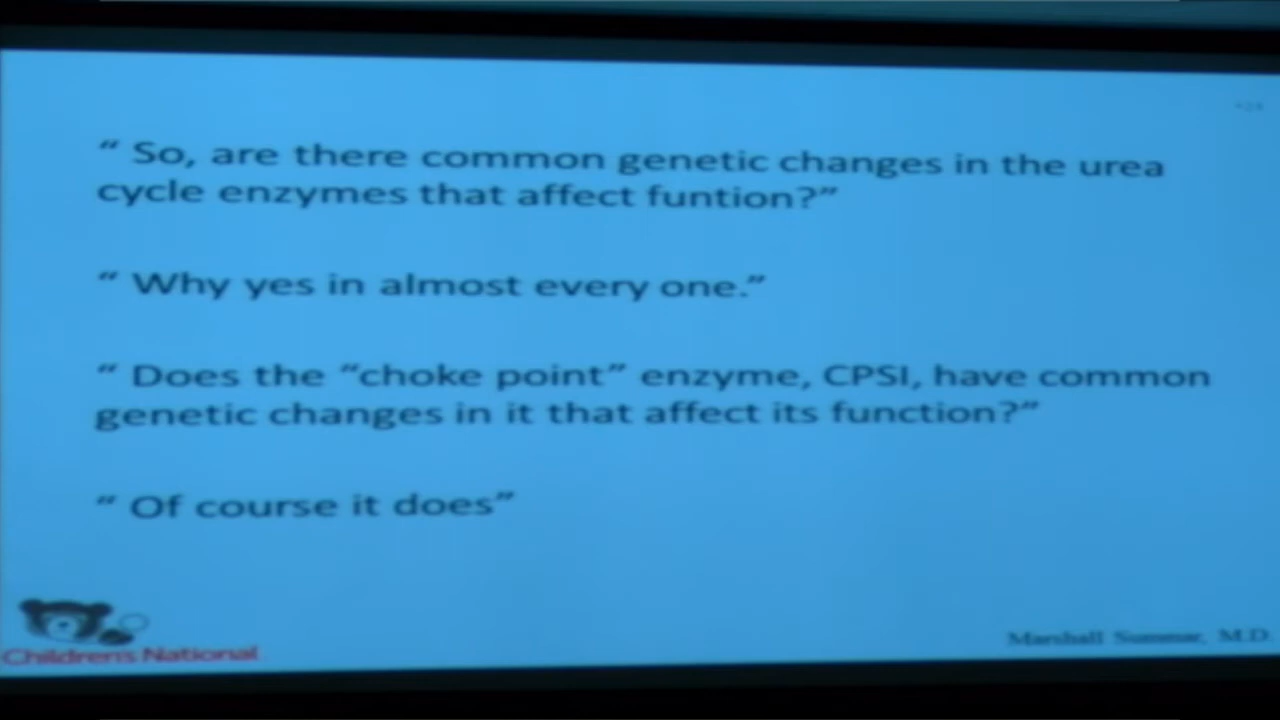 “ So, are there common genetic changes in the urea
cycle enzymes that affect funtion?”
“ Why yes in almost every one.”
“ Does the “choke point” enzyme, CPSI, have common
genetic changes in it that affect its function?”
“ Of course it does”
Children's National
Marshall Summar, M.D.